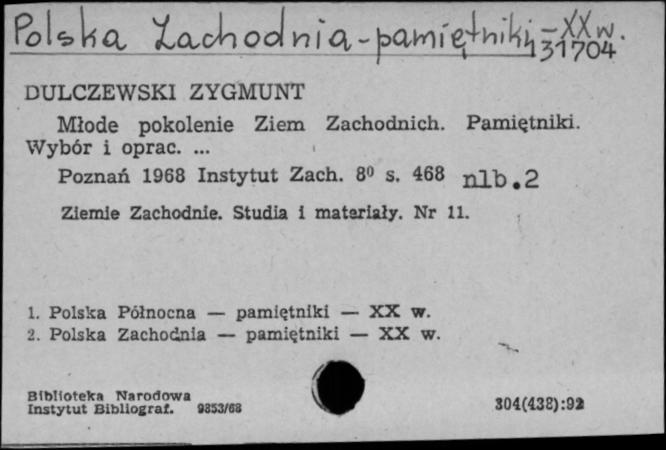 Polska Zachodnia - pamiętniki - XX w.
31704
DULCZEWSKI ZYGMUNT
Młode pokolenie Ziem Zachodnich. Pamiętniki.
Wybór i oprac. ...
Poznań 1968 Instytut Zach. 8⁰ s. 468 nlb.2
Ziemie Zachodnie. Studia i materiały. Nr 11.
1. Polska Północna — pamiętniki — XX w.
2. Polska Zachodnia — pamiętniki — XX w.
Biblioteka Narodowa
Instytut Bibliograf. 9853/68 304(438):92